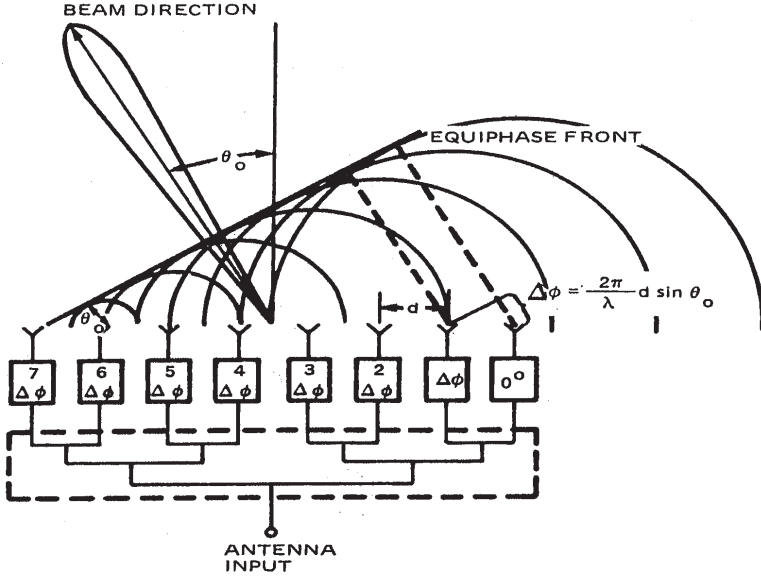 BEAM DIRECTION
θo
EQUIPHASE FRONT
θo
d
Δφ = 2π/λ d sin θo
7 Δφ
6 Δφ
5 Δφ
4 Δφ
3 Δφ
2 Δφ
Δφ
0°
ANTENNA
INPUT